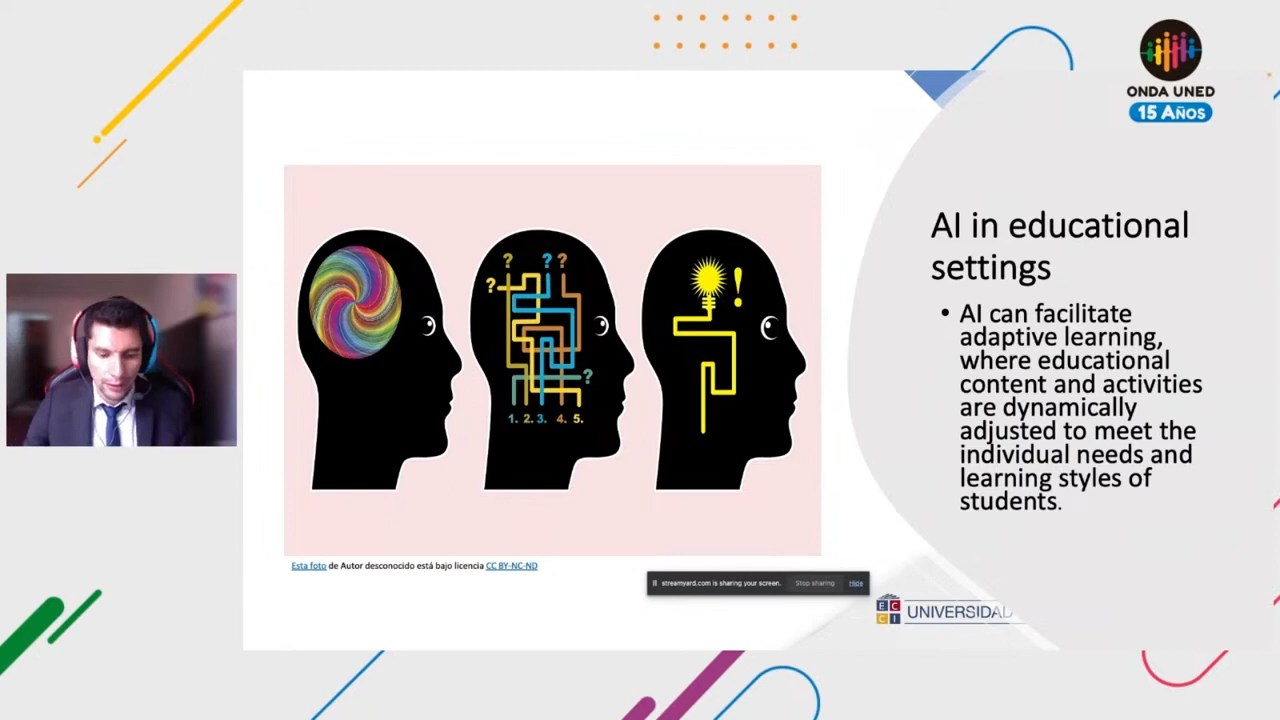 ONDA UNED
15 AÑOS
AI in educational
settings
• AI can facilitate
adaptive learning,
where educational
content and activities
are dynamically
adjusted to meet the
individual needs and
learning styles of
students.
? ? ?
?
?
1. 2. 3. 4. 5.
!
Esta foto de Autor desconocido está bajo licencia CC BY-NC-ND
streamyard.com is sharing your screen. Stop sharing Hide
ECCI UNIVERSIDAD